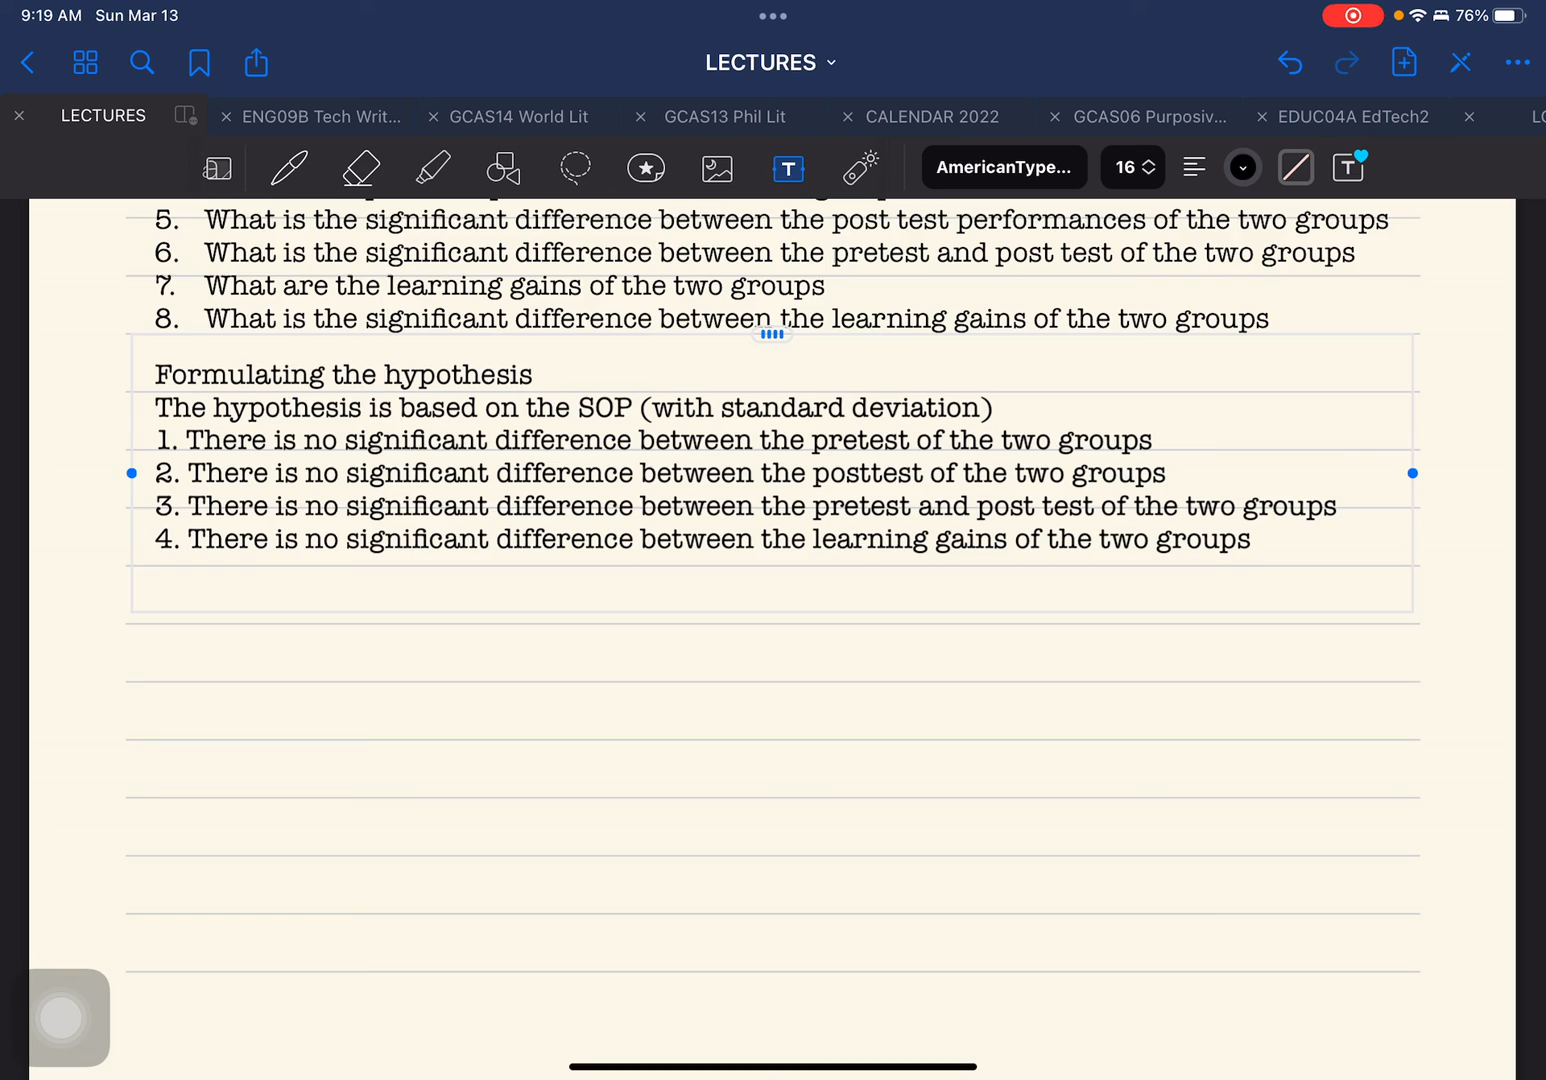 9:19 AM Sun Mar 13
76%
LECTURES
LECTURES
ENG09B Tech Writ...
GCAS14 World Lit
GCAS13 Phil Lit
CALENDAR 2022
GCAS06 Purposiv...
EDUC04A EdTech2
T
AmericanType...
16
T
5. What is the significant difference between the post test performances of the two groups
6. What is the significant difference between the pretest and post test of the two groups
7. What are the learning gains of the two groups
8. What is the significant difference between the learning gains of the two groups
Formulating the hypothesis
The hypothesis is based on the SOP (with standard deviation)
1. There is no significant difference between the pretest of the two groups
2. There is no significant difference between the posttest of the two groups
3. There is no significant difference between the pretest and post test of the two groups
4. There is no significant difference between the learning gains of the two groups